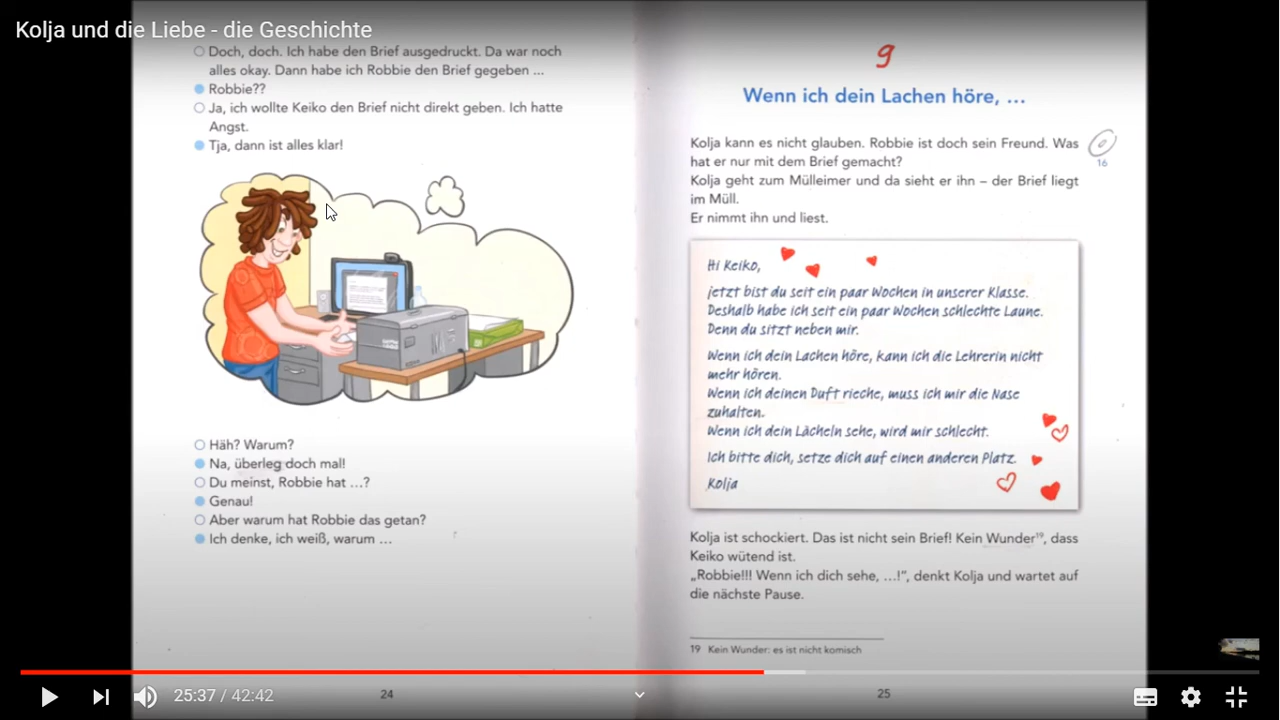 Kolja und die Liebe - die Geschichte
○ Doch, doch. Ich habe den Brief ausgedruckt. Da war noch
alles okay. Dann habe ich Robbie den Brief gegeben ...
● Robbie??
○ Ja, ich wollte Keiko den Brief nicht direkt geben. Ich hatte
Angst.
● Tja, dann ist alles klar!
○ Häh? Warum?
● Na, überleg doch mal!
○ Du meinst, Robbie hat ...?
● Genau!
○ Aber warum hat Robbie das getan?
● Ich denke, ich weiß, warum ...
24
9
Wenn ich dein Lachen höre, ...
Kolja kann es nicht glauben. Robbie ist doch sein Freund. Was
hat er nur mit dem Brief gemacht?
16
Kolja geht zum Mülleimer und da sieht er ihn – der Brief liegt
im Müll.
Er nimmt ihn und liest.
Hi Keiko,
jetzt bist du seit ein paar Wochen in unserer Klasse.
Deshalb habe ich seit ein paar Wochen schlechte Laune.
Denn du sitzt neben mir.
Wenn ich dein Lachen höre, kann ich die Lehrerin nicht
mehr hören.
Wenn ich deinen Duft rieche, muss ich mir die Nase
zuhalten.
Wenn ich dein Lächeln sehe, wird mir schlecht.
Ich bitte dich, setze dich auf einen anderen Platz.
Kolja
Kolja ist schockiert. Das ist nicht sein Brief! Kein Wunder¹⁹, dass
Keiko wütend ist.
„Robbie!!! Wenn ich dich sehe, ...!“, denkt Kolja und wartet auf
die nächste Pause.
19 Kein Wunder: es ist nicht komisch
25
25:37 / 42:42